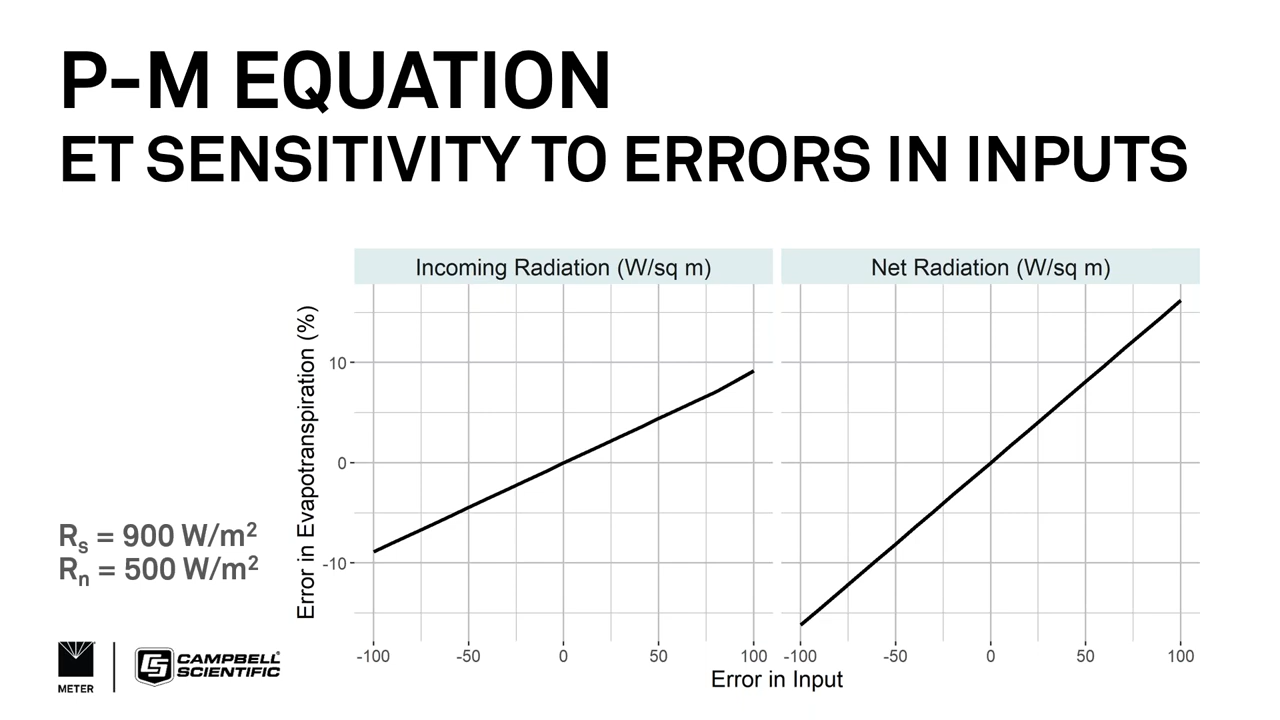 P-M EQUATION
ET SENSITIVITY TO ERRORS IN INPUTS
Incoming Radiation (W/sq m)
Net Radiation (W/sq m)
Error in Evapotranspiration (%)
10
0
-10
-100 -50 0 50 100
-100 -50 0 50 100
Error in Input
Rs = 900 W/m²
Rn = 500 W/m²
METER
CS CAMPBELL
SCIENTIFIC